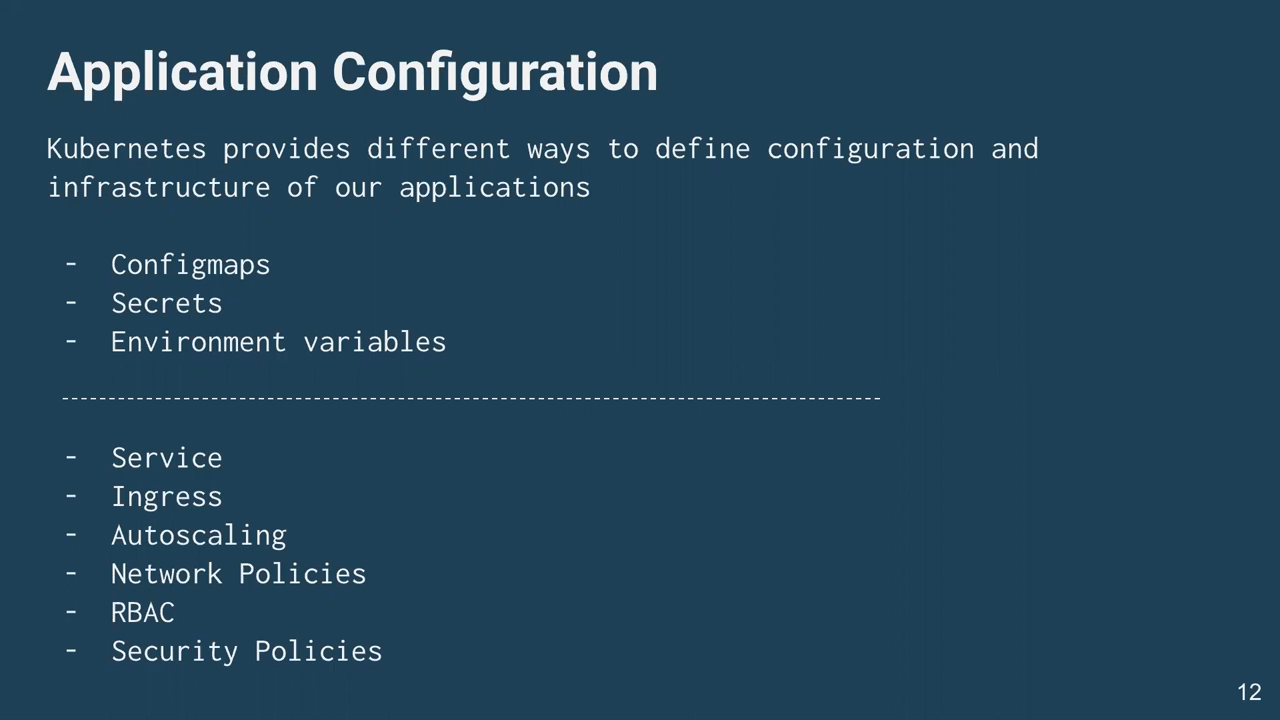 Application Configuration
Kubernetes provides different ways to define configuration and
infrastructure of our applications
- Configmaps
- Secrets
- Environment variables
--------------------------------------------------------------------------------------------
- Service
- Ingress
- Autoscaling
- Network Policies
- RBAC
- Security Policies
12